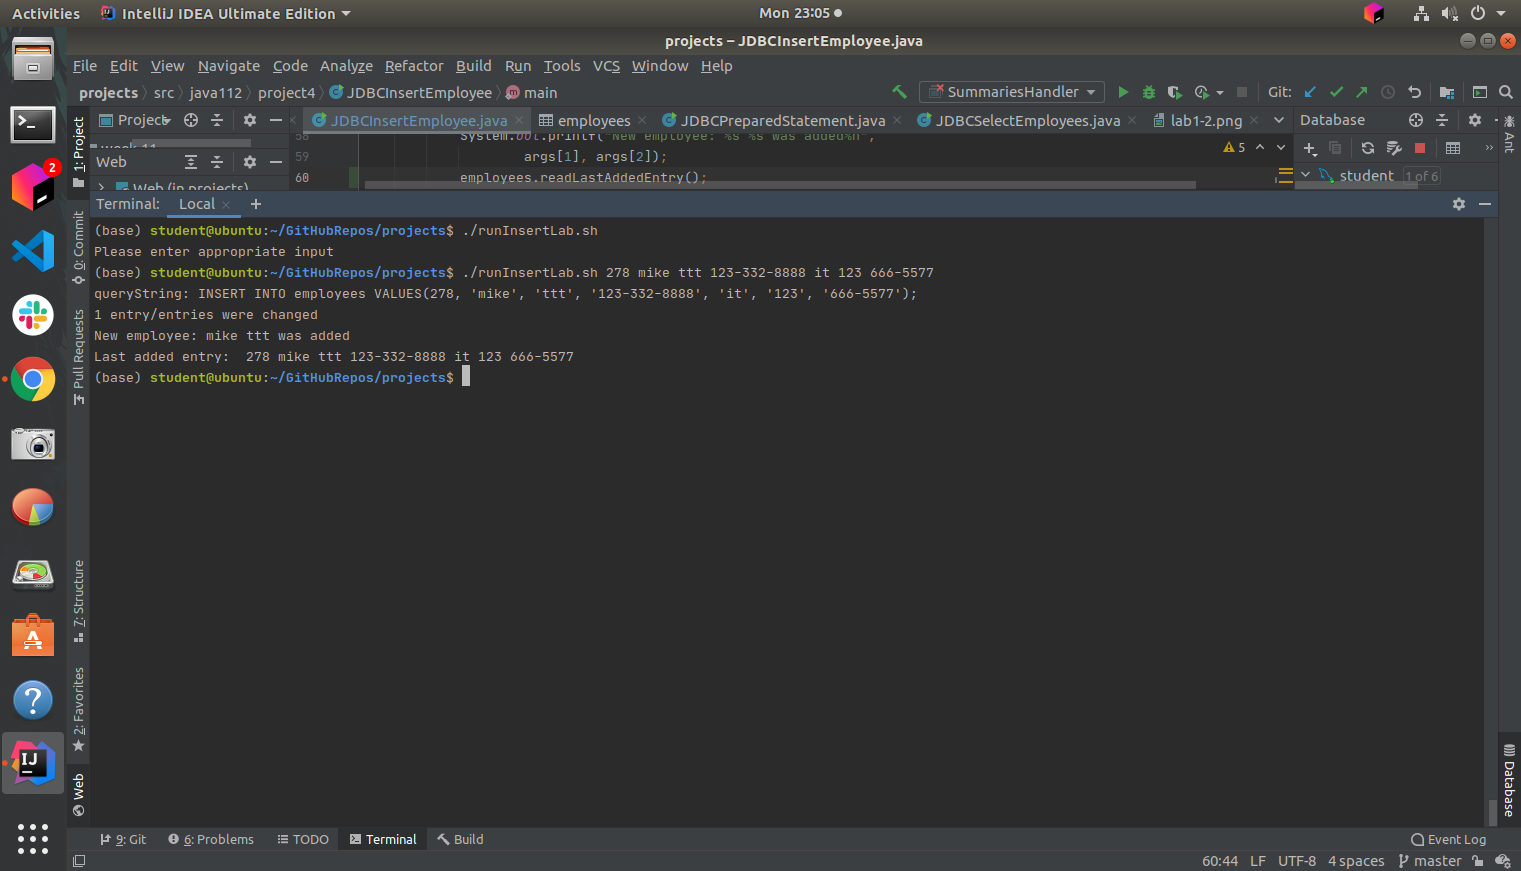 Activities IntelliJ IDEA Ultimate Edition Mon 23:05
projects – JDBCInsertEmployee.java
File Edit View Navigate Code Analyze Refactor Build Run Tools VCS Window Help
projects src java112 project4 JDBCInsertEmployee main SummariesHandler Git:
Project JDBCInsertEmployee.java employees JDBCPreparedStatement.java JDBCSelectEmployees.java lab1-2.png Database
58 System.out.printf("New employee: %s %s was added%n",
Web 59 args[1], args[2]); 5
Web (in projects) 60 employees.readLastAddedEntry(); student 1 of 6
Terminal: Local +
(base) student@ubuntu:~/GitHubRepos/projects$ ./runInsertLab.sh
Please enter appropriate input
(base) student@ubuntu:~/GitHubRepos/projects$ ./runInsertLab.sh 278 mike ttt 123-332-8888 it 123 666-5577
queryString: INSERT INTO employees VALUES(278, 'mike', 'ttt', '123-332-8888', 'it', '123', '666-5577');
1 entry/entries were changed
New employee: mike ttt was added
Last added entry:  278 mike ttt 123-332-8888 it 123 666-5577
(base) student@ubuntu:~/GitHubRepos/projects$
1: Project
0: Commit
Pull Requests
7: Structure
2: Favorites
Web
Ant
Database
2
IJ
9: Git 6: Problems TODO Terminal Build Event Log
60:44 LF UTF-8 4 spaces master